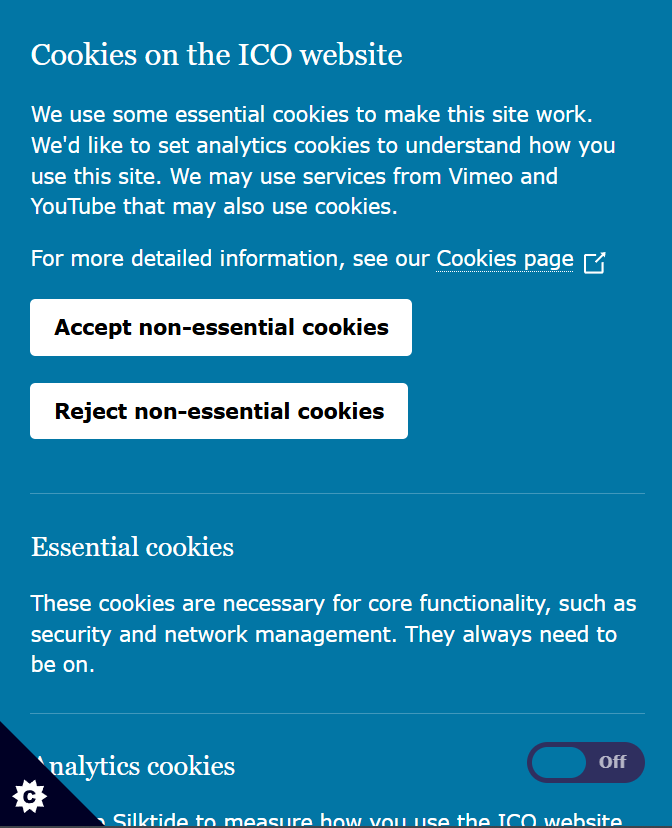 Cookies on the ICO website
We use some essential cookies to make this site work.
We'd like to set analytics cookies to understand how you
use this site. We may use services from Vimeo and
YouTube that may also use cookies.
For more detailed information, see our Cookies page
Accept non-essential cookies
Reject non-essential cookies
Essential cookies
These cookies are necessary for core functionality, such as
security and network management. They always need to
be on.
Analytics cookies
Off
Silktide to measure how you use the ICO website
C